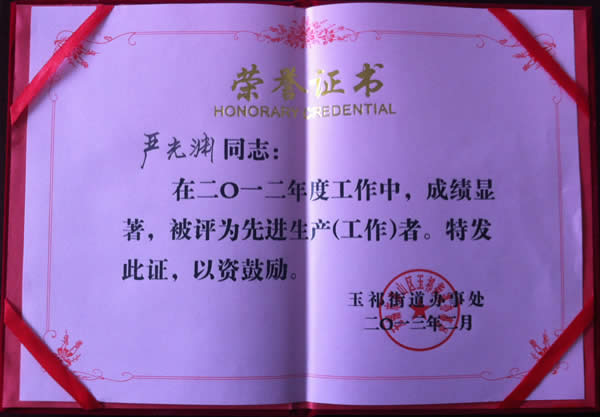 荣誉证书
HONORARY CREDENTIAL
严光渊同志：
在二〇一二年度工作中，成绩显
著，被评为先进生产(工作)者。特发
此证，以资鼓励。
玉祁街道办事处
二〇一三年二月